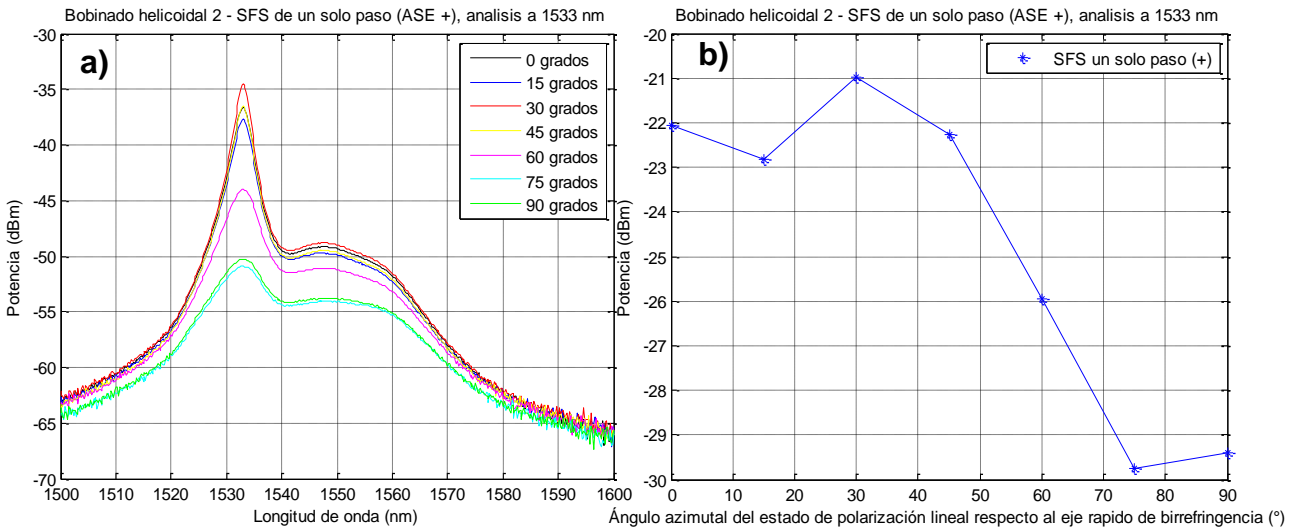 Bobinado helicoidal 2 - SFS de un solo paso (ASE +), analisis a 1533 nm
a)
0 grados
15 grados
30 grados
45 grados
60 grados
75 grados
90 grados
-30
-35
-40
-45
-50
-55
-60
-65
-70
Potencia (dBm)
1500
1510
1520
1530
1540
1550
1560
1570
1580
1590
1600
Longitud de onda (nm)
Bobinado helicoidal 2 - SFS de un solo paso (ASE +), analisis a 1533 nm
b)
SFS un solo paso (+)
-20
-21
-22
-23
-24
-25
-26
-27
-28
-29
-30
Potencia (dBm)
0
10
20
30
40
50
60
70
80
90
Ángulo azimutal del estado de polarización lineal respecto al eje rapido de birrefringencia (°)